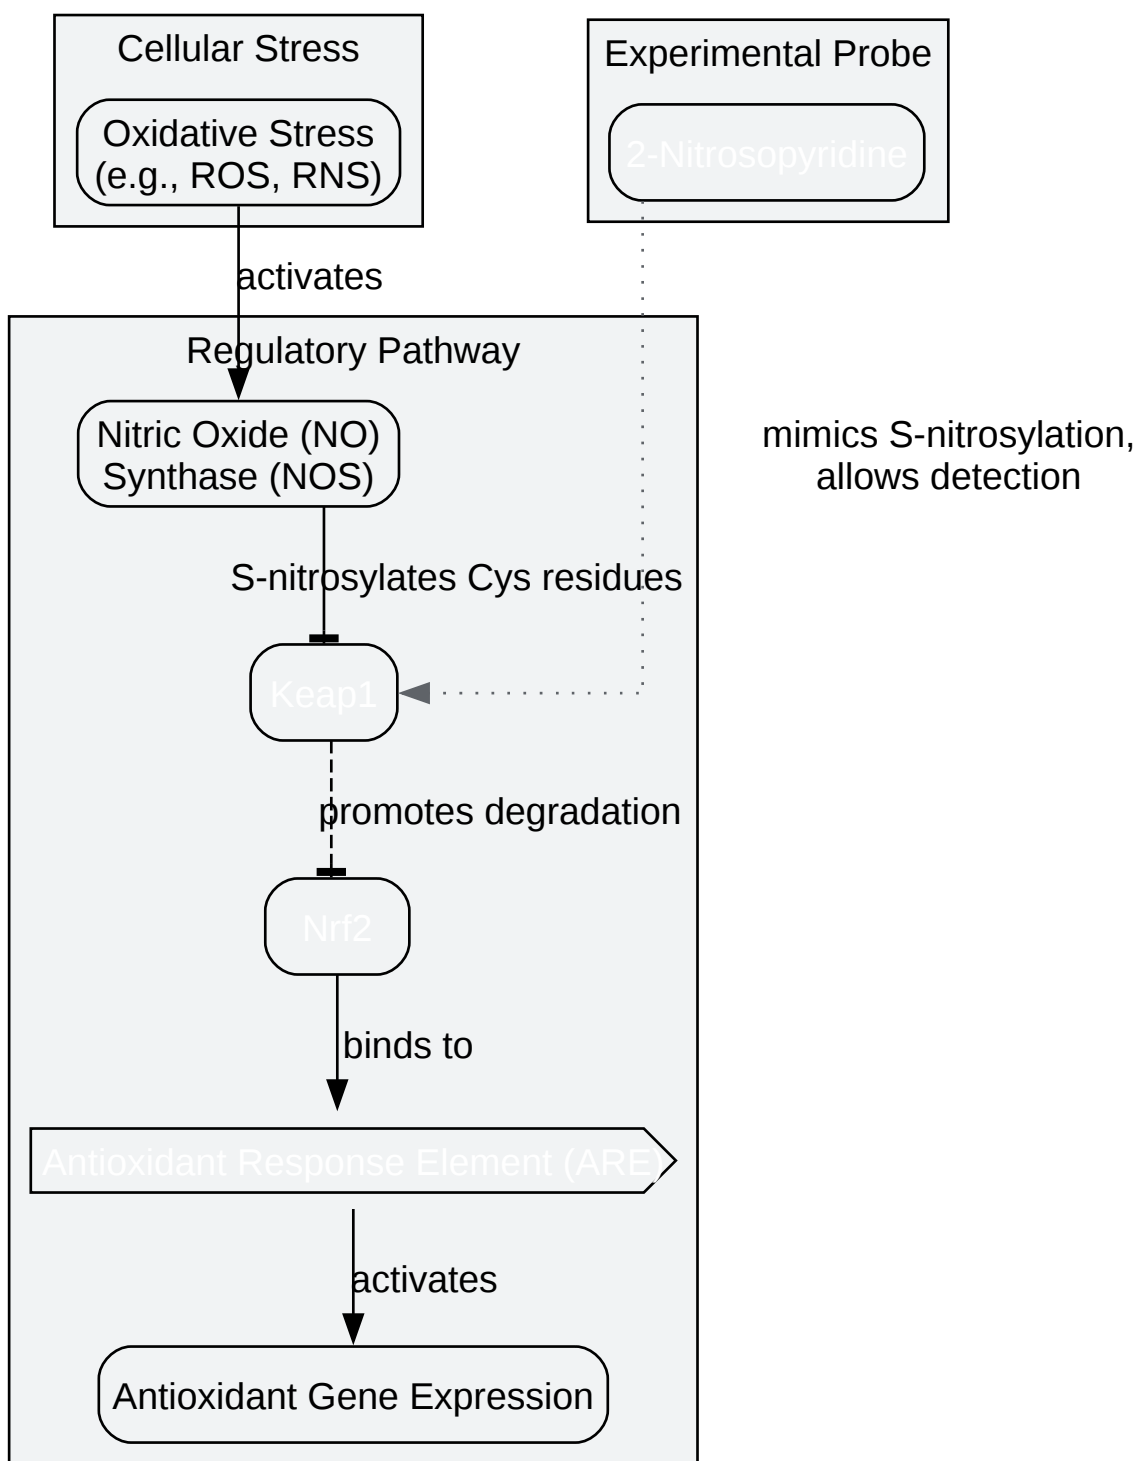 Cellular Stress
Oxidative Stress
(e.g., ROS, RNS)
Experimental Probe
2-Nitrosopyridine
activates
Regulatory Pathway
Nitric Oxide (NO)
Synthase (NOS)
mimics S-nitrosylation,
allows detection
S-nitrosylates Cys residues
Keap1
promotes degradation
Nrf2
binds to
Antioxidant Response Element (ARE)
activates
Antioxidant Gene Expression